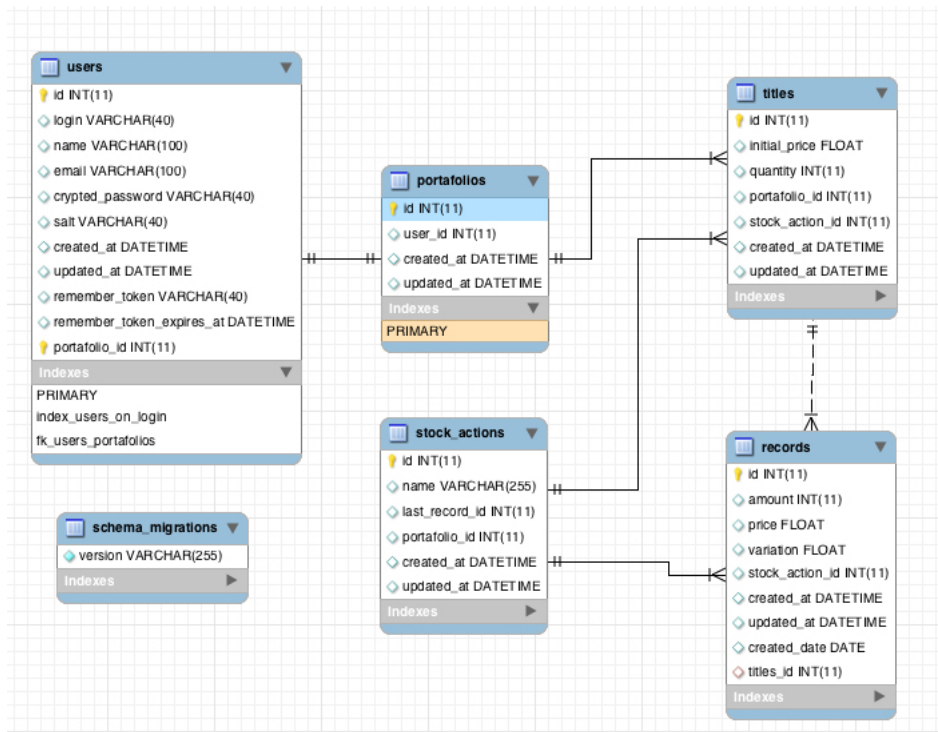 users
id INT(11)
login VARCHAR(40)
name VARCHAR(100)
email VARCHAR(100)
crypted_password VARCHAR(40)
salt VARCHAR(40)
created_at DATETIME
updated_at DATETIME
remember_token VARCHAR(40)
remember_token_expires_at DATETIME
portafolio_id INT(11)
Indexes
PRIMARY
index_users_on_login
fk_users_portafolios
schema_migrations
version VARCHAR(255)
Indexes
portafolios
id INT(11)
user_id INT(11)
created_at DATETIME
updated_at DATETIME
Indexes
PRIMARY
stock_actions
id INT(11)
name VARCHAR(255)
last_record_id INT(11)
portafolio_id INT(11)
created_at DATETIME
updated_at DATETIME
Indexes
titles
id INT(11)
initial_price FLOAT
quantity INT(11)
portafolio_id INT(11)
stock_action_id INT(11)
created_at DATETIME
updated_at DATETIME
Indexes
records
id INT(11)
amount INT(11)
price FLOAT
variation FLOAT
stock_action_id INT(11)
created_at DATETIME
updated_at DATETIME
created_date DATE
titles_id INT(11)
Indexes